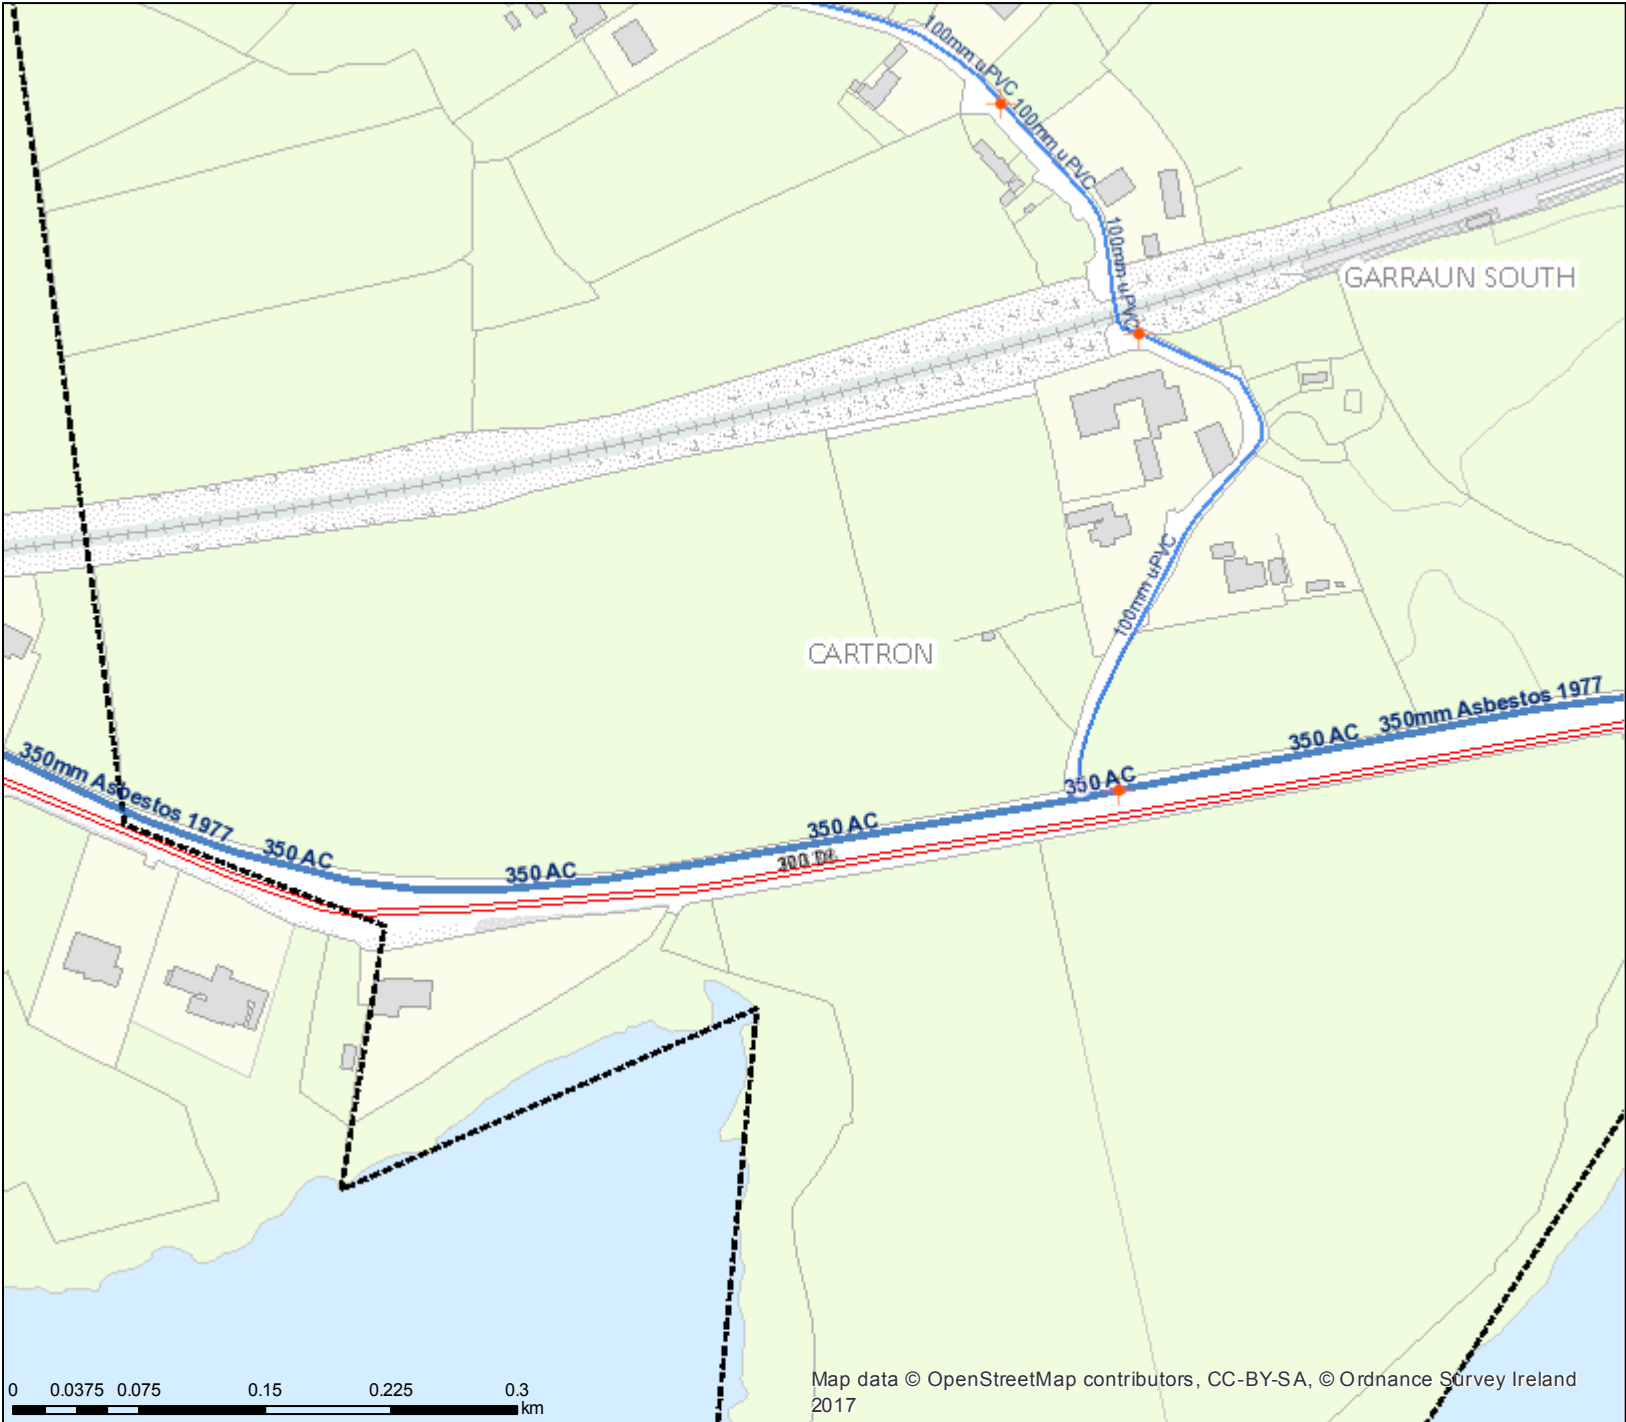 100mm uPVC
100mm uPVC
100mm uPVC
GARRAUN SOUTH
100mm uPVC
CARTRON
350mm Asbestos 1977
350 AC
350 AC
350mm Asbestos 1977
350 AC
350 AC
350 AC
0 0.0375 0.075 0.15 0.225 0.3
km
Map data © OpenStreetMap contributors, CC-BY-SA, © Ordnance Survey Ireland
2017